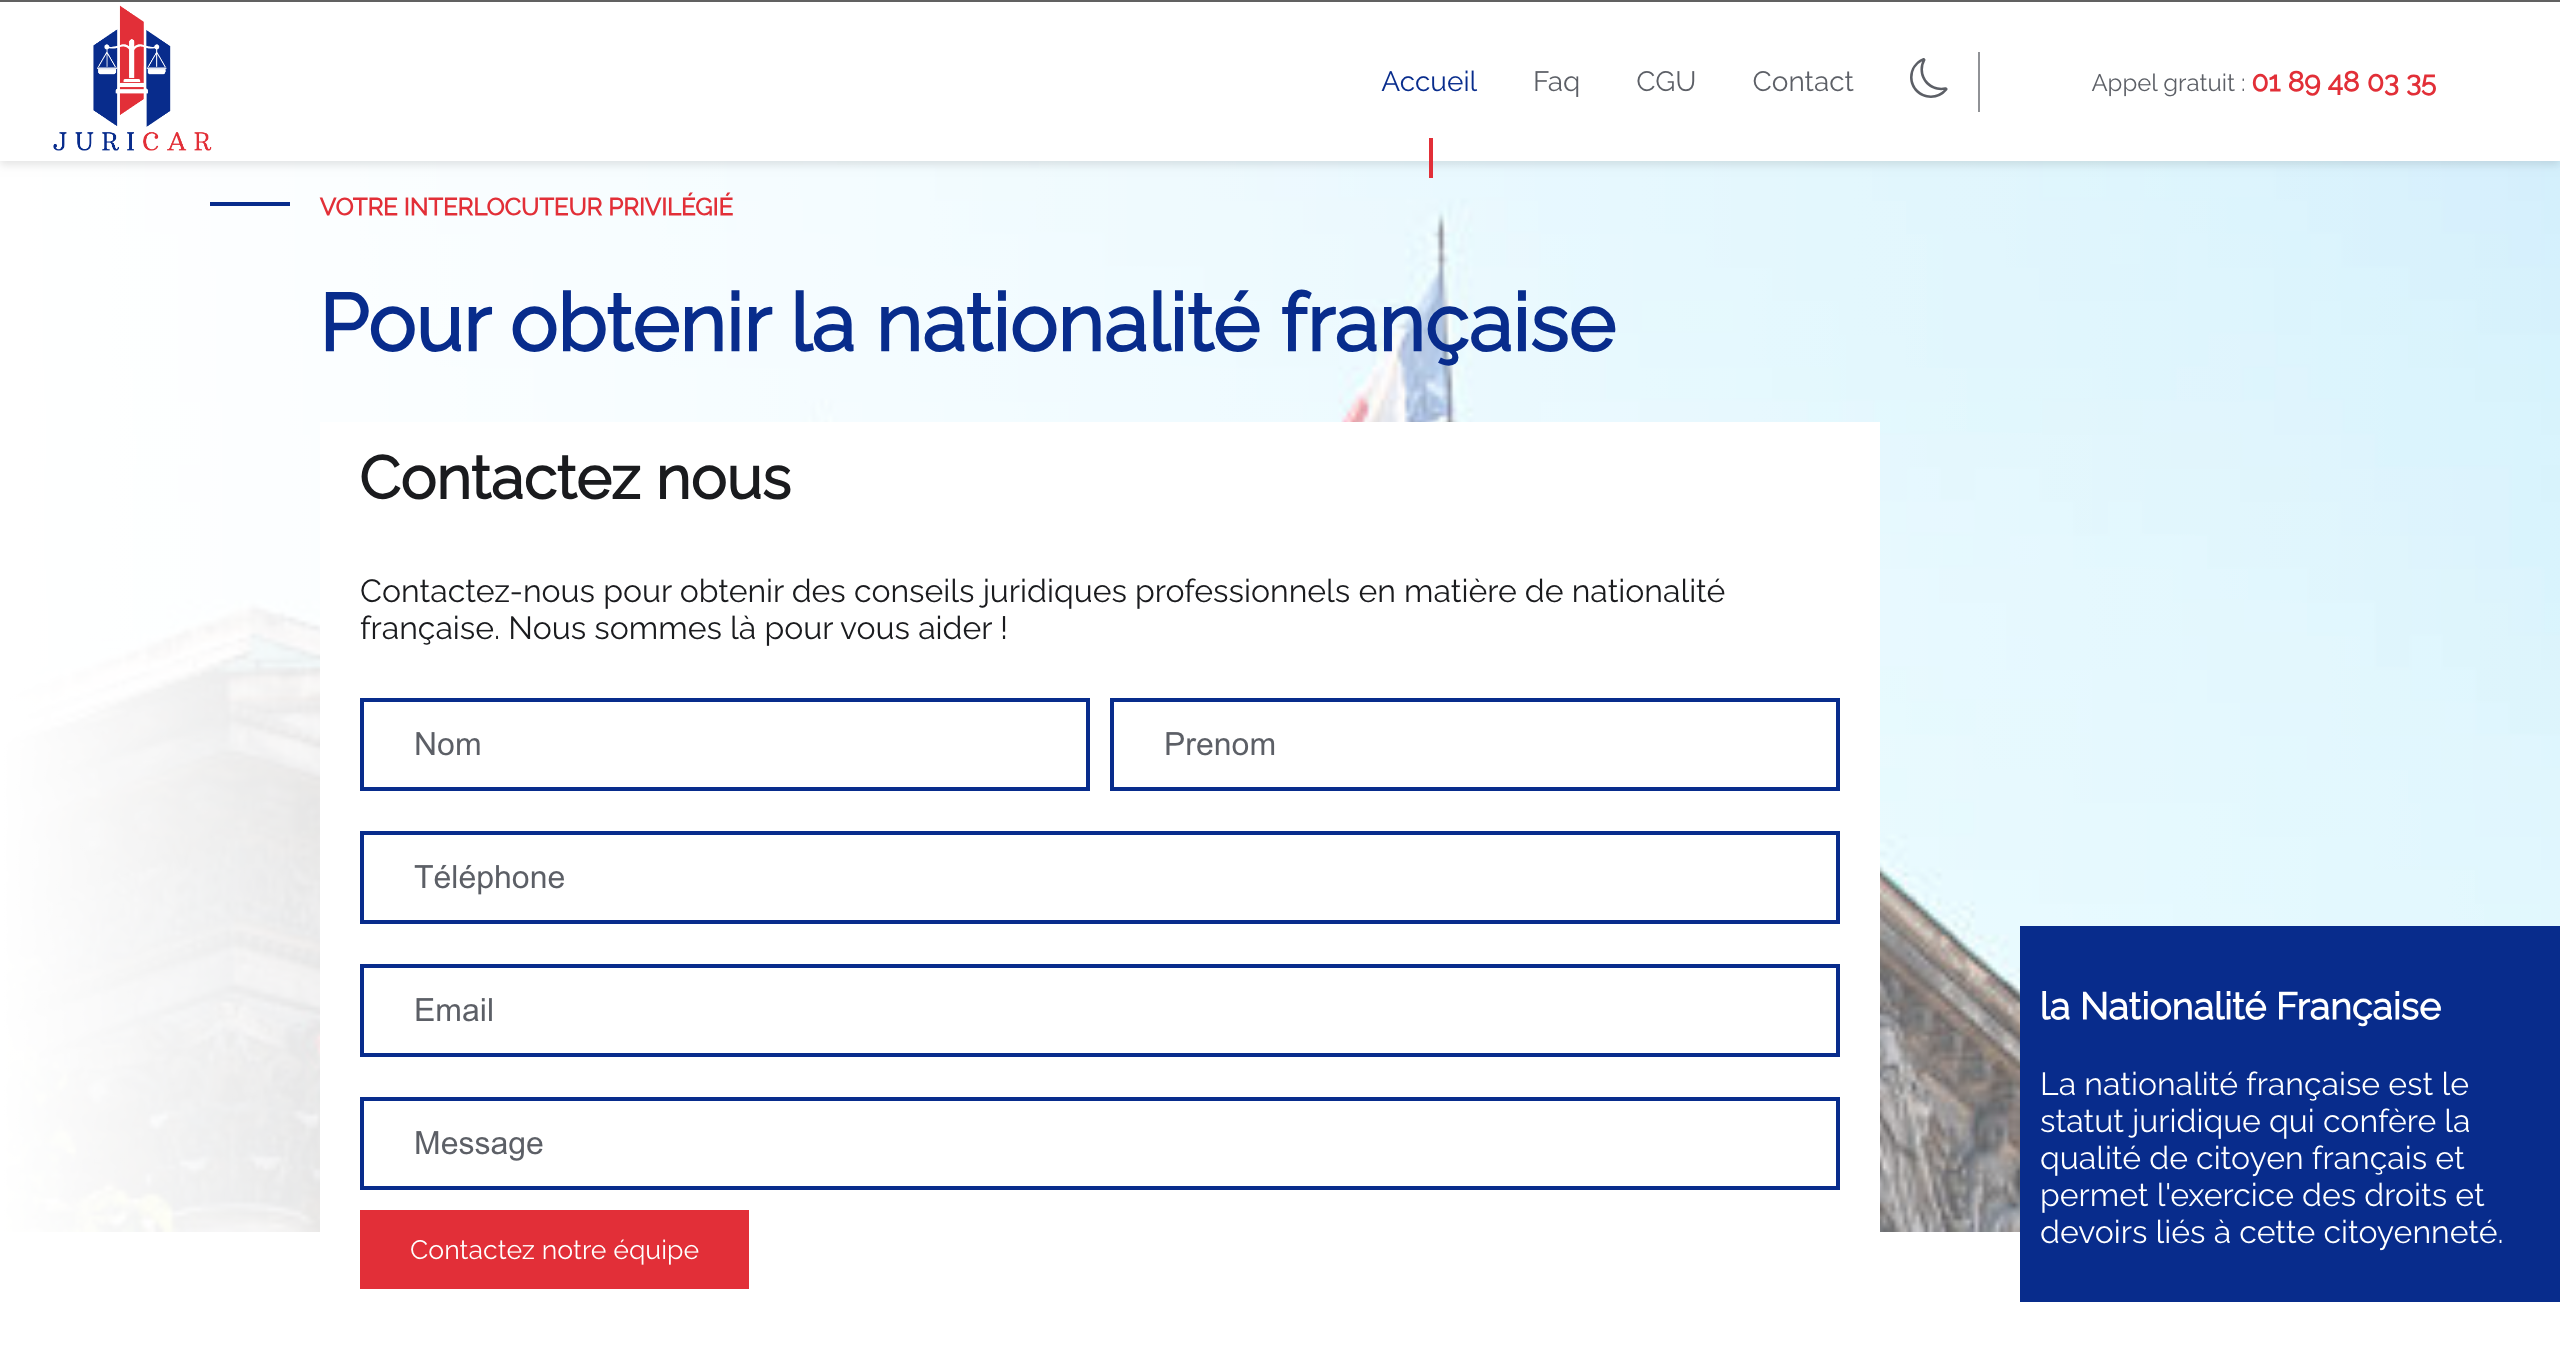 JURICAR
Accueil
Faq
CGU
Contact
Appel gratuit : 01 89 48 03 35
VOTRE INTERLOCUTEUR PRIVILÉGIÉ
Pour obtenir la nationalité française
Contactez nous
Contactez-nous pour obtenir des conseils juridiques professionnels en matière de nationalité
française. Nous sommes là pour vous aider !
Nom
Prenom
Téléphone
Email
Message
Contactez notre équipe
la Nationalité Française
La nationalité française est le
statut juridique qui confère la
qualité de citoyen français et
permet l'exercice des droits et
devoirs liés à cette citoyenneté.